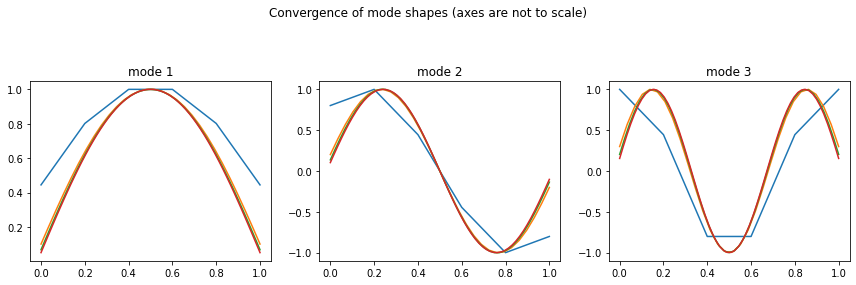 Convergence of mode shapes (axes are not to scale)
mode 1 mode 2 mode 3
1.0 1.0 1.0
0.8 0.5 0.5
0.6 0.0 0.0
0.4 −0.5 −0.5
0.2 −1.0 −1.0
0.0 0.2 0.4 0.6 0.8 1.0 0.0 0.2 0.4 0.6 0.8 1.0 0.0 0.2 0.4 0.6 0.8 1.0